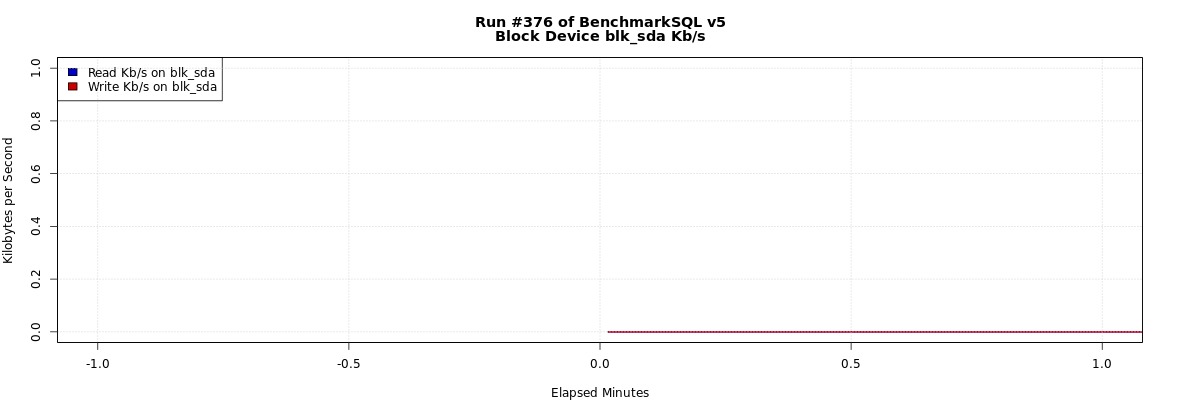 Run #376 of BenchmarkSQL v5
Block Device blk_sda Kb/s
Read Kb/s on blk_sda
Write Kb/s on blk_sda
Kilobytes per Second
1.0
0.8
0.6
0.4
0.2
0.0
-1.0 -0.5 0.0 0.5 1.0
Elapsed Minutes